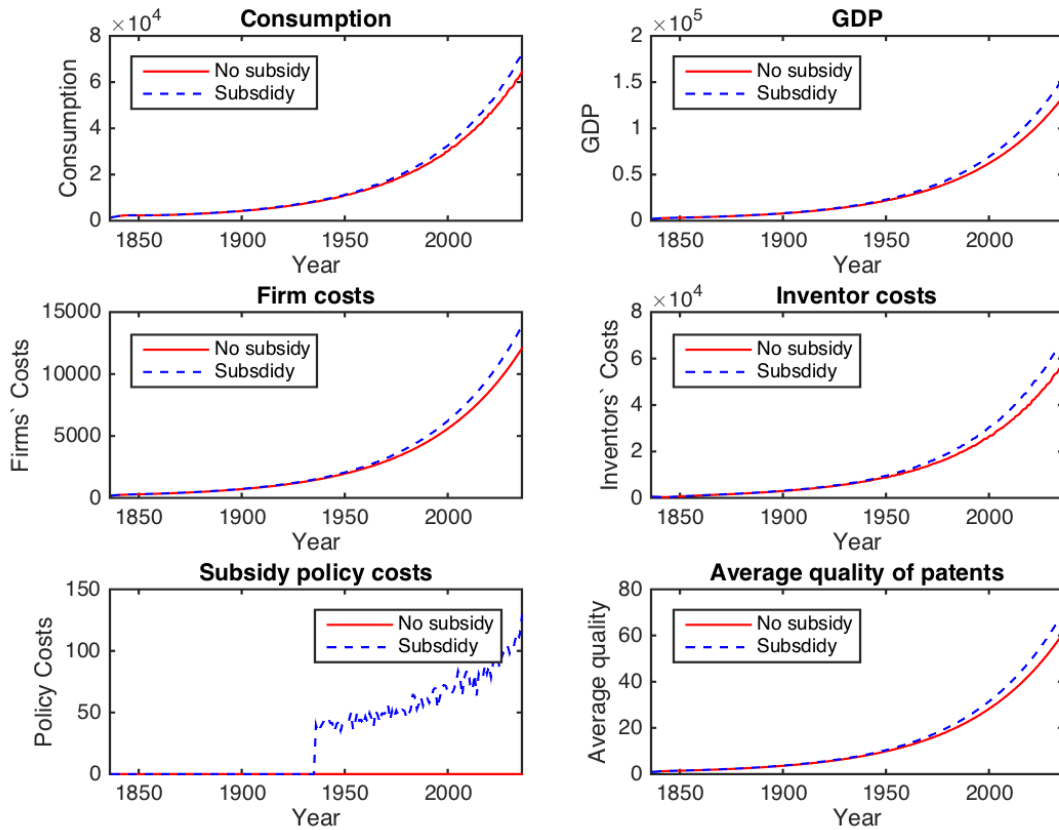 Consumption
×10^4
8
6
4
2
0
Consumption
No subsidy
Subsdidy
1850 1900 1950 2000
Year
GDP
×10^5
2
1.5
1
0.5
0
GDP
No subsidy
Subsdidy
1850 1900 1950 2000
Year
Firm costs
15000
10000
5000
0
Firms` Costs
No subsidy
Subsdidy
1850 1900 1950 2000
Year
Inventor costs
×10^4
8
6
4
2
0
Inventors` Costs
No subsidy
Subsdidy
1850 1900 1950 2000
Year
Subsidy policy costs
150
100
50
0
Policy Costs
No subsidy
Subsdidy
1850 1900 1950 2000
Year
Average quality of patents
80
60
40
20
0
Average quality
No subsidy
Subsdidy
1850 1900 1950 2000
Year